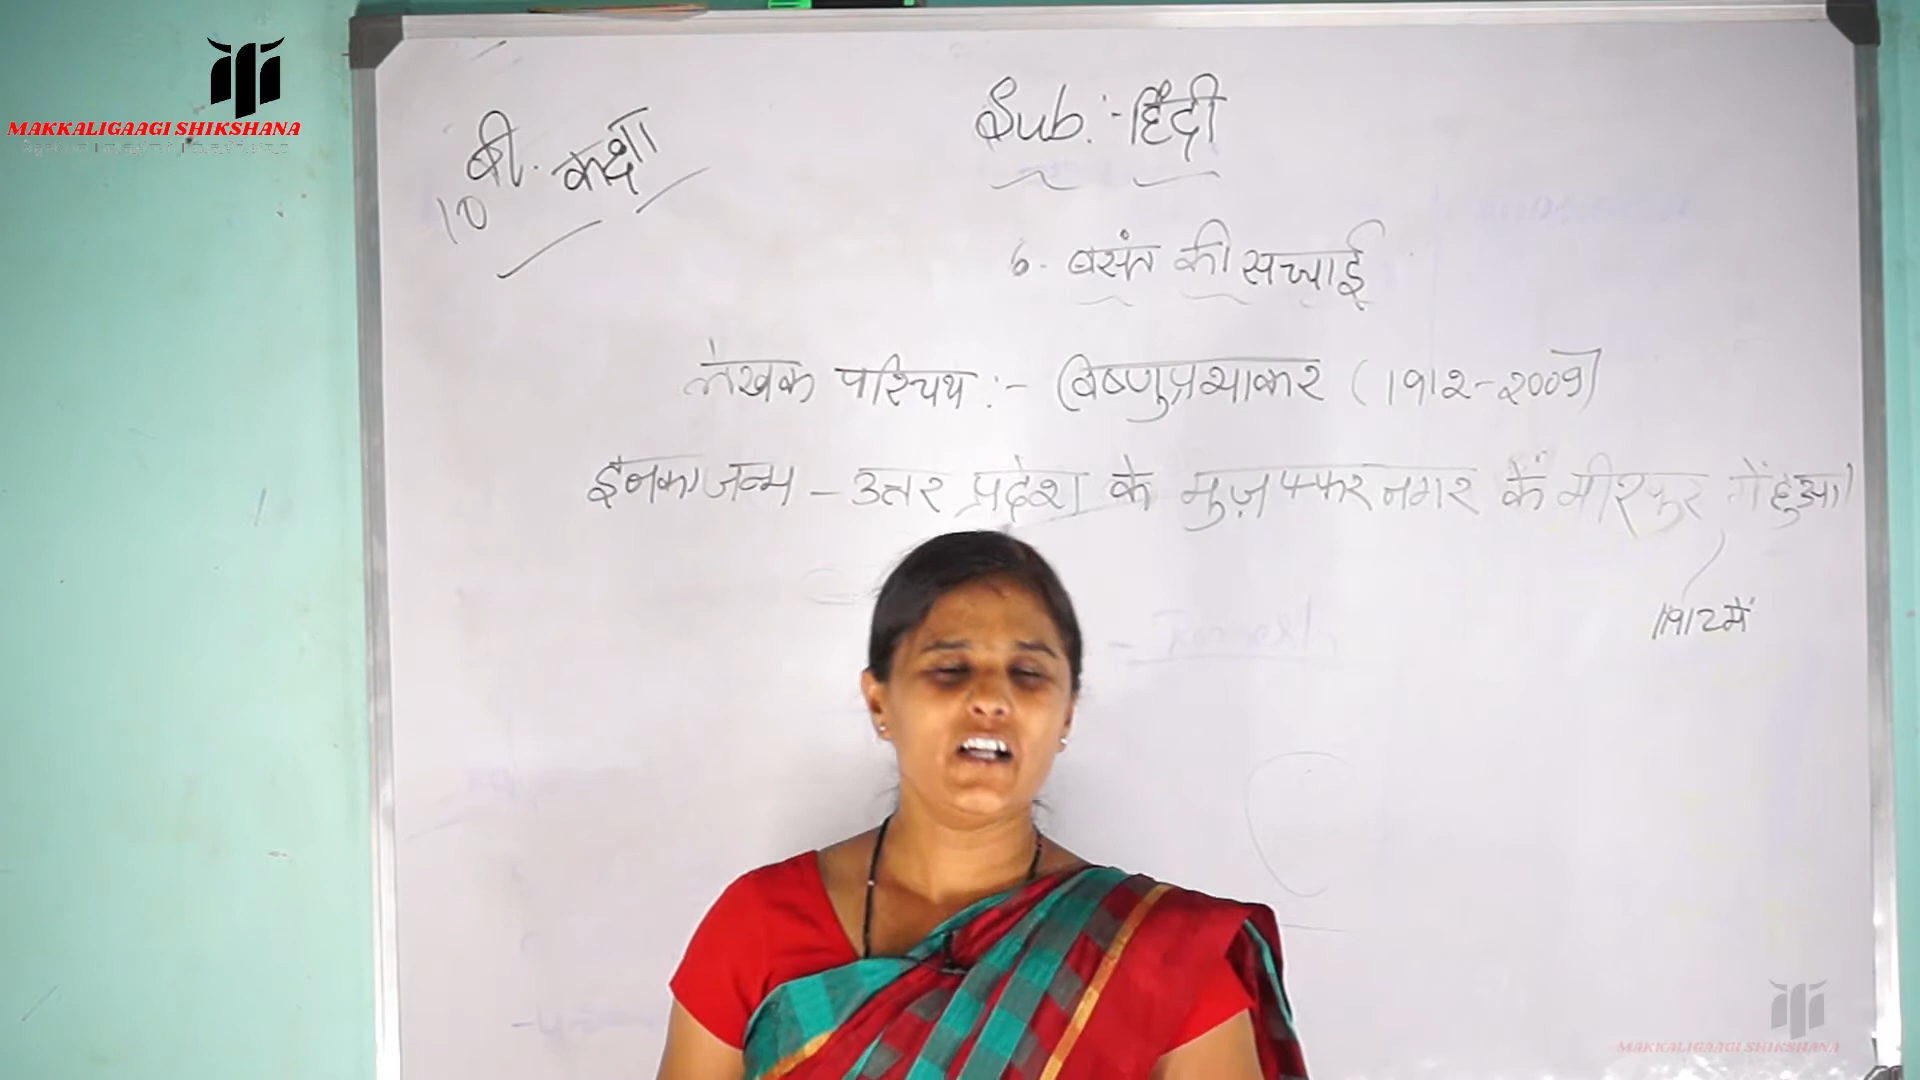 MAKKALIGAAGI SHIKSHANA
Sub :- हिंदी
10 वी. कक्षा
6. बसंत की सच्चाई
लेखक परिचय :- विष्णुप्रभाकर (1912-2009)
इनका जन्म - उत्तर प्रदेश के मुज़फ्फरनगर कें मीरपुर में हुआ।
1912 में
MAKKALIGAAGI SHIKSHANA